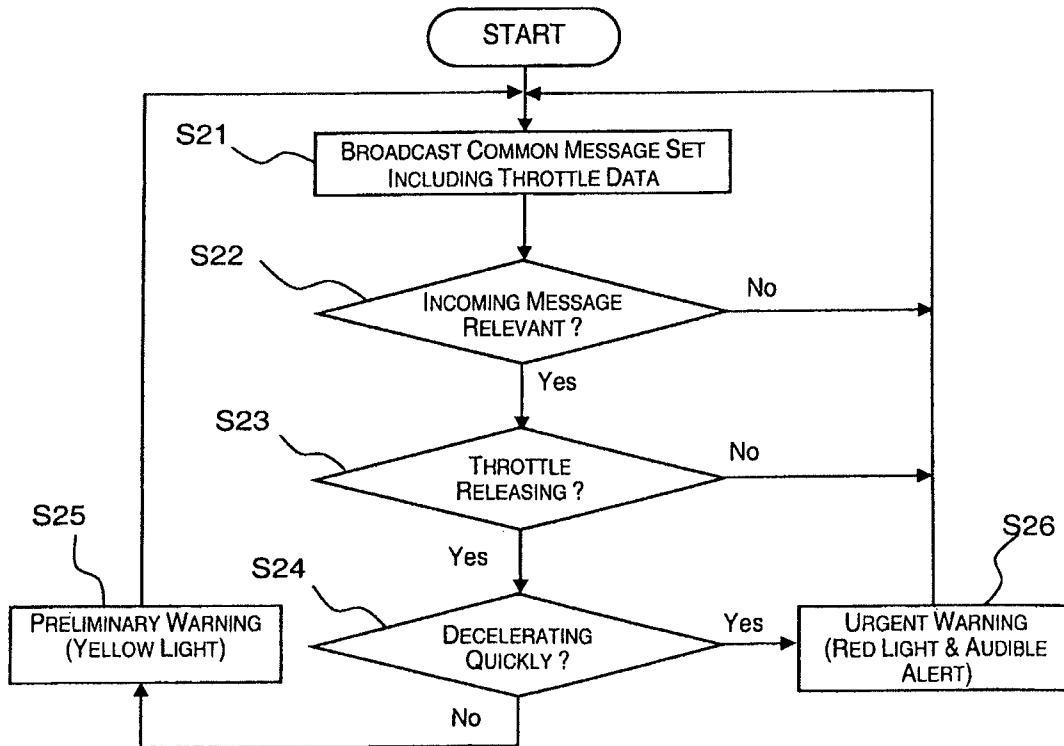 START
S21
BROADCAST COMMON MESSAGE SET
INCLUDING THROTTLE DATA
S22
INCOMING MESSAGE
RELEVANT ?
No
Yes
S23
THROTTLE
RELEASING ?
No
Yes
S25
PRELIMINARY WARNING
(YELLOW LIGHT)
S24
DECELERATING
QUICKLY ?
Yes
No
S26
URGENT WARNING
(RED LIGHT & AUDIBLE
ALERT)